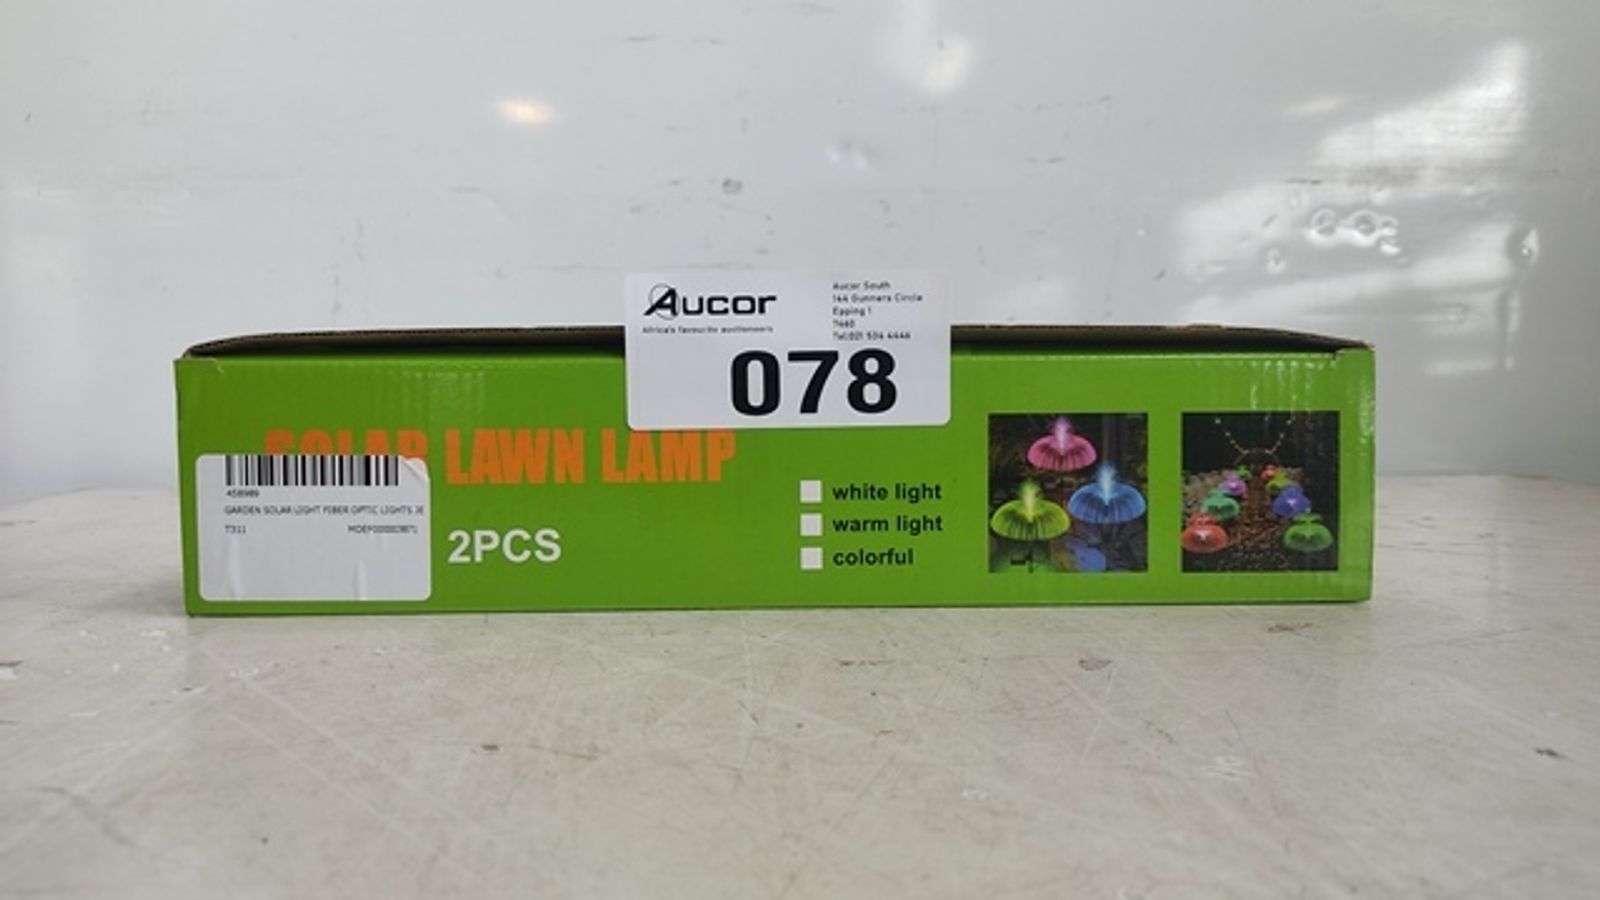 Aucor
Africa's favourite auctioneers
Aucor South
144 Gunners Circle
Epping 1
7460
Tel:021 534 4446
078
SOLAR LAWN LAMP
2PCS
white light
warm light
colorful
458989
GARDEN SOLAR LIGHT FIBER OPTIC LIGHTS JE
T311